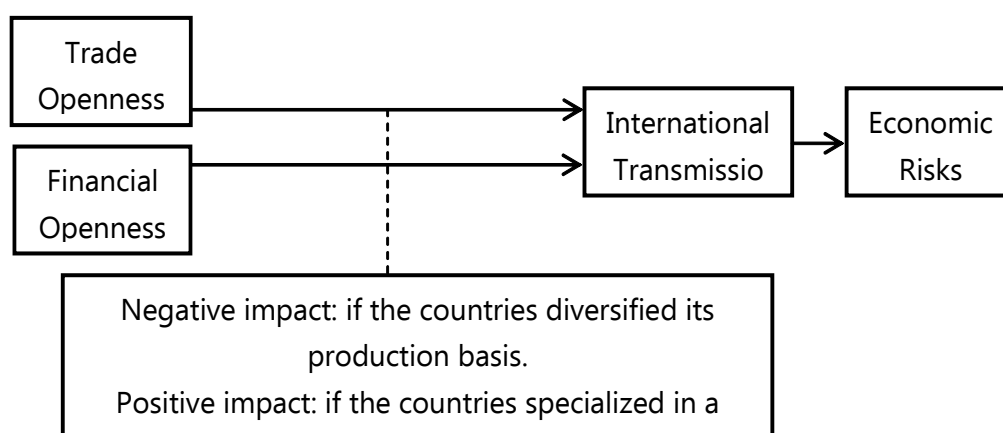 Trade
Openness
Financial
Openness
International
Transmissio
Economic
Risks
Negative impact: if the countries diversified its
production basis.
Positive impact: if the countries specialized in a